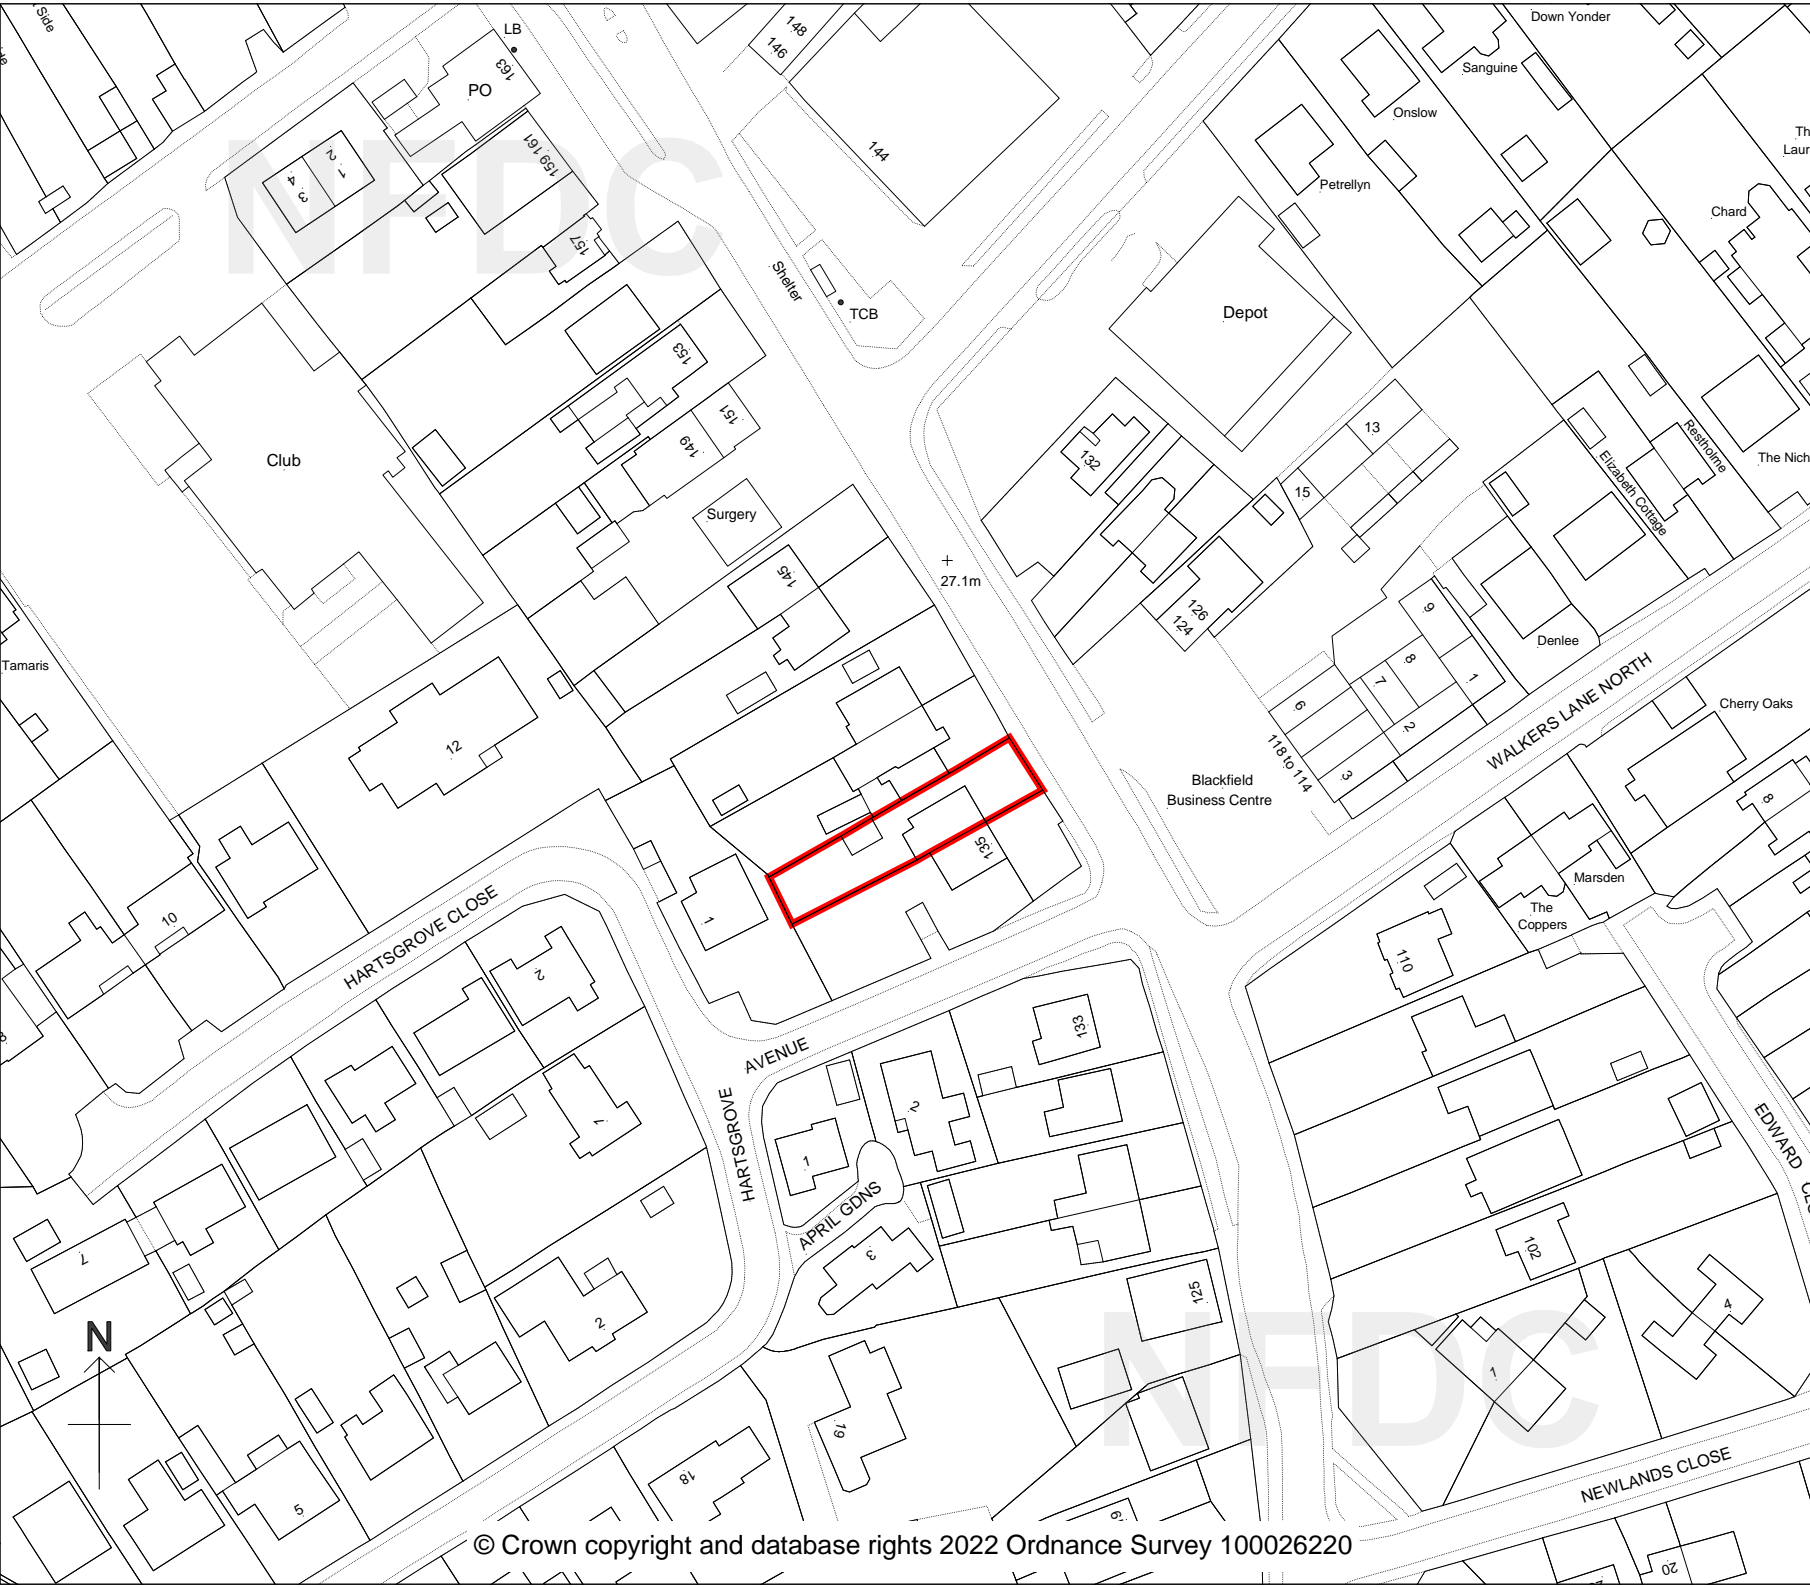 Side
LB
PO
163
148
146
144
Down Yonder
Sanguine
Onslow
Petrellyn
Chard
Th
Laur
1
2
3
4
159 161
157
NFDC
Shelter
TCB
Depot
153
151
149
Club
Surgery
145
27.1m
132
13
15
Restholme
Elizabeth Cottage
The Nich
126
124
9
8
7
6
1
2
3
Denlee
118 to 114
WALKERS LANE NORTH
Cherry Oaks
8
Tamaris
12
Blackfield
Business Centre
135
Marsden
The
Coppers
110
1
10
HARTSGROVE CLOSE
2
133
AVENUE
HARTSGROVE
7
2
1
APRIL GDNS
3
EDWARD
CLO
102
125
4
1
7
2
N
NFDC
19
18
5
NEWLANDS CLOSE
20
© Crown copyright and database rights 2022 Ordnance Survey 100026220